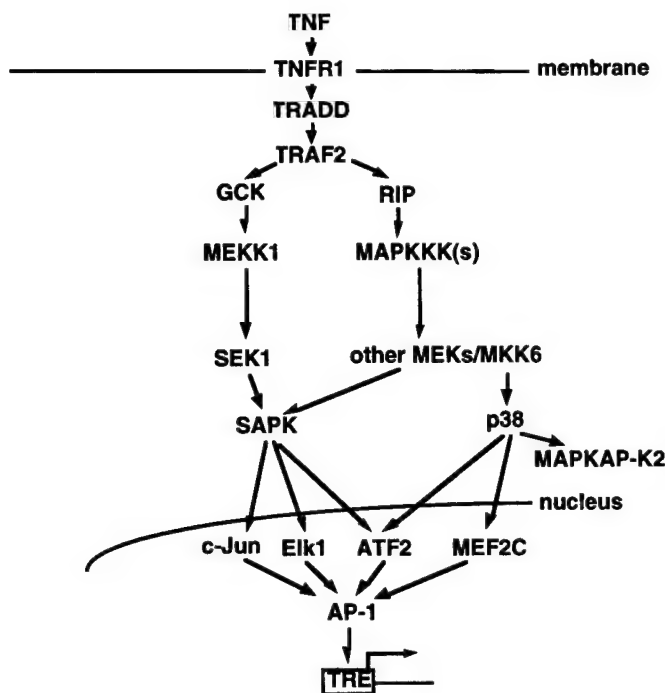 TNF
TNFR1 membrane
TRADD
TRAF2
GCK RIP
MEKK1 MAPKKK(s)
SEK1 other MEKs/MKK6
SAPK p38
MAPKAP-K2
nucleus
c-Jun Elk1 ATF2 MEF2C
AP-1
TRE